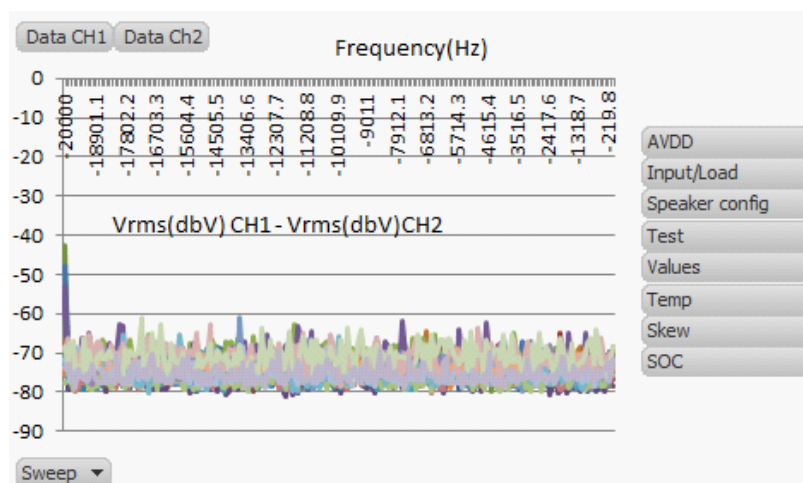 Data CH1 Data Ch2
Frequency(Hz)
0
-10
-20
-30
-40
-50
-60
-70
-80
-90
-20000
-18901.1
-17802.2
-16703.3
-15604.4
-14505.5
-13406.6
-12307.7
-11208.8
-10109.9
-9011
-7912.1
-6813.2
-5714.3
-4615.4
-3516.5
-2417.6
-1318.7
-219.8
Vrms(dbV) CH1 - Vrms(dbV)CH2
AVDD
Input/Load
Speaker config
Test
Values
Temp
Skew
SOC
Sweep